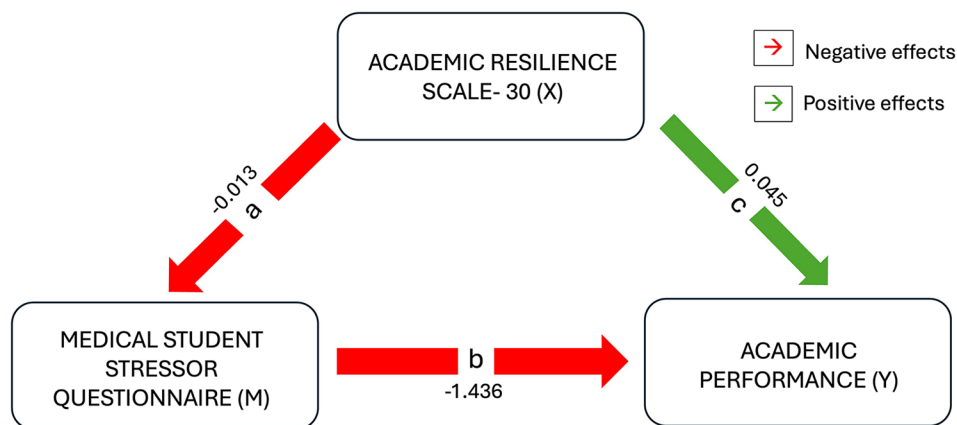 ACADEMIC RESILIENCE
SCALE- 30 (X)
Negative effects
Positive effects
-0.013
a
0.045
c
MEDICAL STUDENT
STRESSOR
QUESTIONNAIRE (M)
b
-1.436
ACADEMIC
PERFORMANCE (Y)